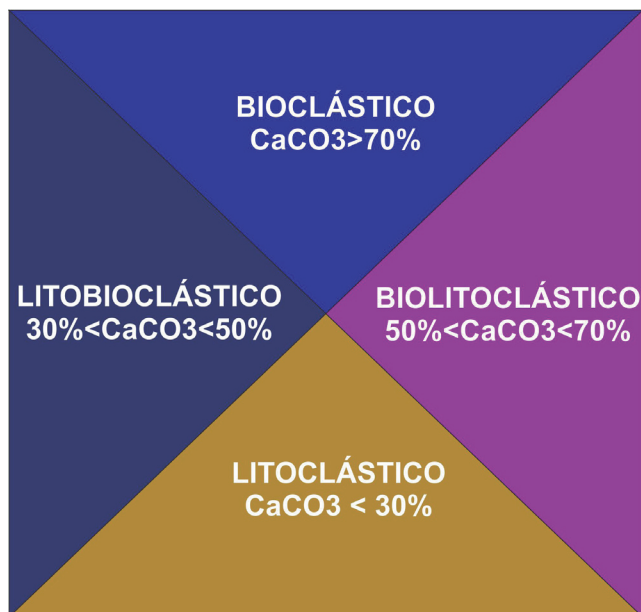 BIOCLÁSTICO
CaCO3>70%
LITOBIOCLÁSTICO
30%<CaCO3<50%
BIOLITOCLÁSTICO
50%<CaCO3<70%
LITOCLÁSTICO
CaCO3 < 30%